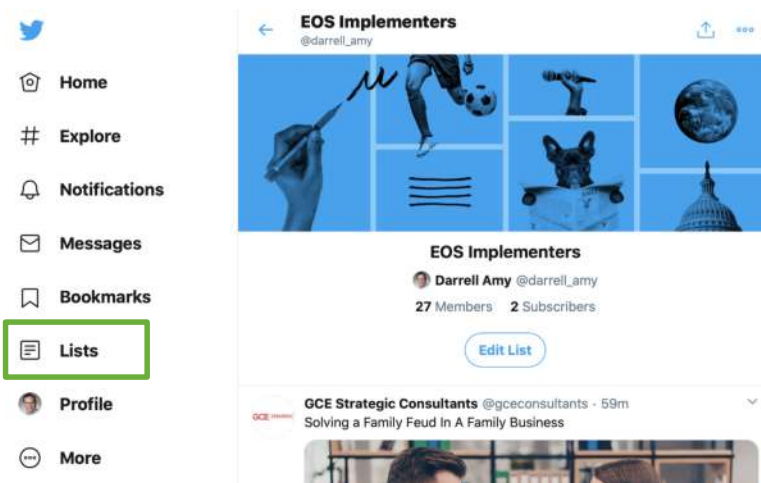 EOS Implementers
@darrell_amy
Home
Explore
Notifications
Messages
Bookmarks
Lists
Profile
More
EOS Implementers
Darrell Amy @darrell_amy
27 Members 2 Subscribers
Edit List
GCE Strategic Consultants @gceconsultants · 59m
Solving a Family Feud In A Family Business
GCE